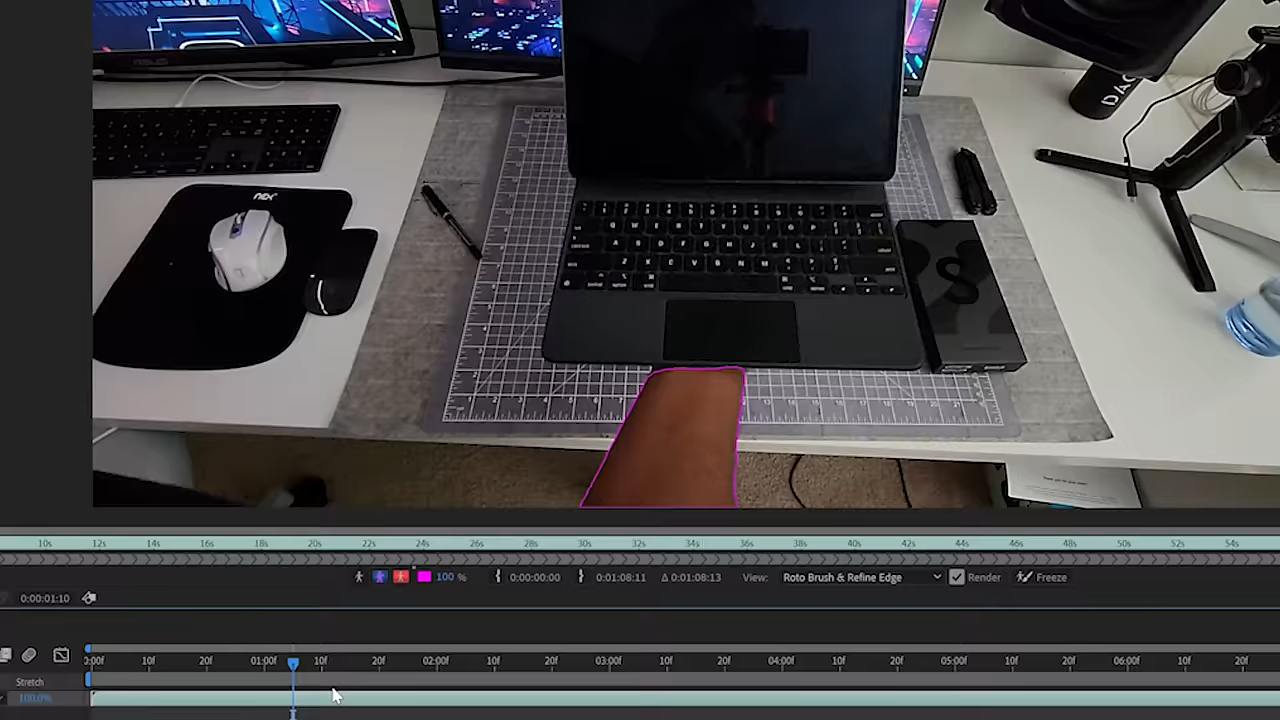 ASUS
nex
10s 12s 14s 16s 18s 20s 22s 24s 26s 28s 30s 32s 34s 36s 38s 40s 42s 44s 46s 48s 50s 52s 54s
100 % 0:00:00:00 0:01:08:11 Δ 0:01:08:13 View: Roto Brush & Refine Edge Render Freeze
0:00:01:10
0:00f 10f 20f 01:00f 10f 20f 02:00f 10f 20f 03:00f 10f 20f 04:00f 10f 20f 05:00f 10f 20f 06:00f 10f 20f
Stretch
100.0%